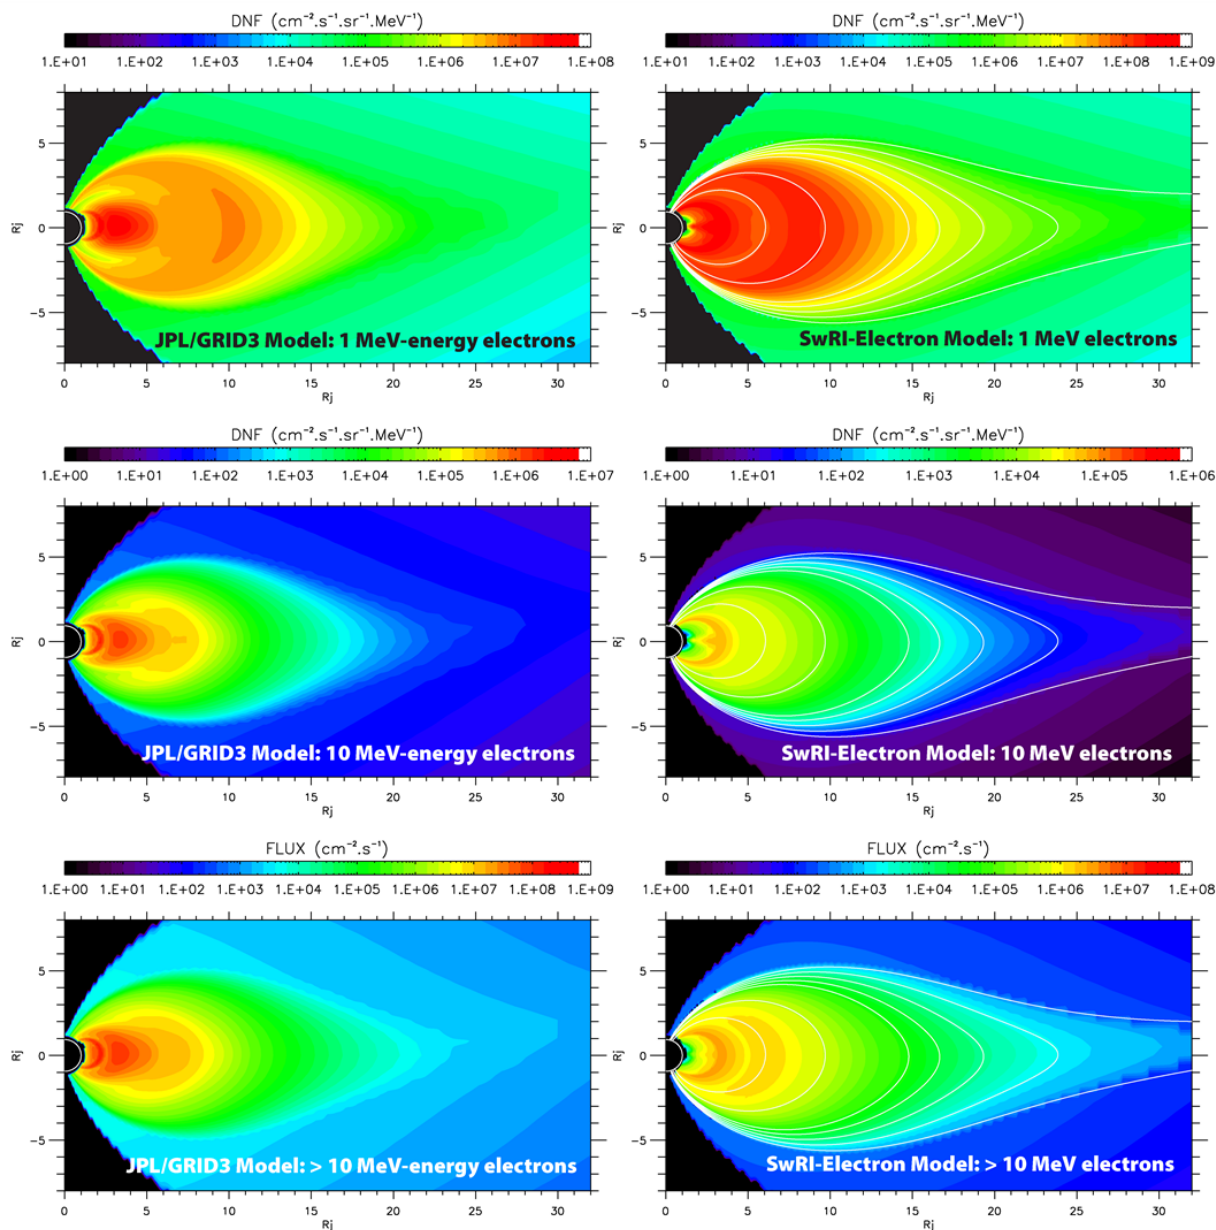 DNF (cm⁻².s⁻¹.sr⁻¹.MeV⁻¹)
1.E+01 1.E+02 1.E+03 1.E+04 1.E+05 1.E+06 1.E+07 1.E+08
5
0
−5
Rj
JPL/GRID3 Model: 1 MeV-energy electrons
0 5 10 15 20 25 30
Rj
DNF (cm⁻².s⁻¹.sr⁻¹.MeV⁻¹)
1.E+01 1.E+02 1.E+03 1.E+04 1.E+05 1.E+06 1.E+07 1.E+08 1.E+09
5
0
−5
Rj
SwRI-Electron Model: 1 MeV electrons
0 5 10 15 20 25 30
Rj
DNF (cm⁻².s⁻¹.sr⁻¹.MeV⁻¹)
1.E+00 1.E+01 1.E+02 1.E+03 1.E+04 1.E+05 1.E+06 1.E+07
5
0
−5
Rj
JPL/GRID3 Model: 10 MeV-energy electrons
0 5 10 15 20 25 30
Rj
DNF (cm⁻².s⁻¹.sr⁻¹.MeV⁻¹)
1.E+00 1.E+01 1.E+02 1.E+03 1.E+04 1.E+05 1.E+06
5
0
−5
Rj
SwRI-Electron Model: 10 MeV electrons
0 5 10 15 20 25 30
Rj
FLUX (cm⁻².s⁻¹)
1.E+00 1.E+01 1.E+02 1.E+03 1.E+04 1.E+05 1.E+06 1.E+07 1.E+08 1.E+09
5
0
−5
Rj
JPL/GRID3 Model: > 10 MeV-energy electrons
0 5 10 15 20 25 30
Rj
FLUX (cm⁻².s⁻¹)
1.E+00 1.E+01 1.E+02 1.E+03 1.E+04 1.E+05 1.E+06 1.E+07 1.E+08
5
0
−5
Rj
SwRI-Electron Model: > 10 MeV electrons
0 5 10 15 20 25 30
Rj